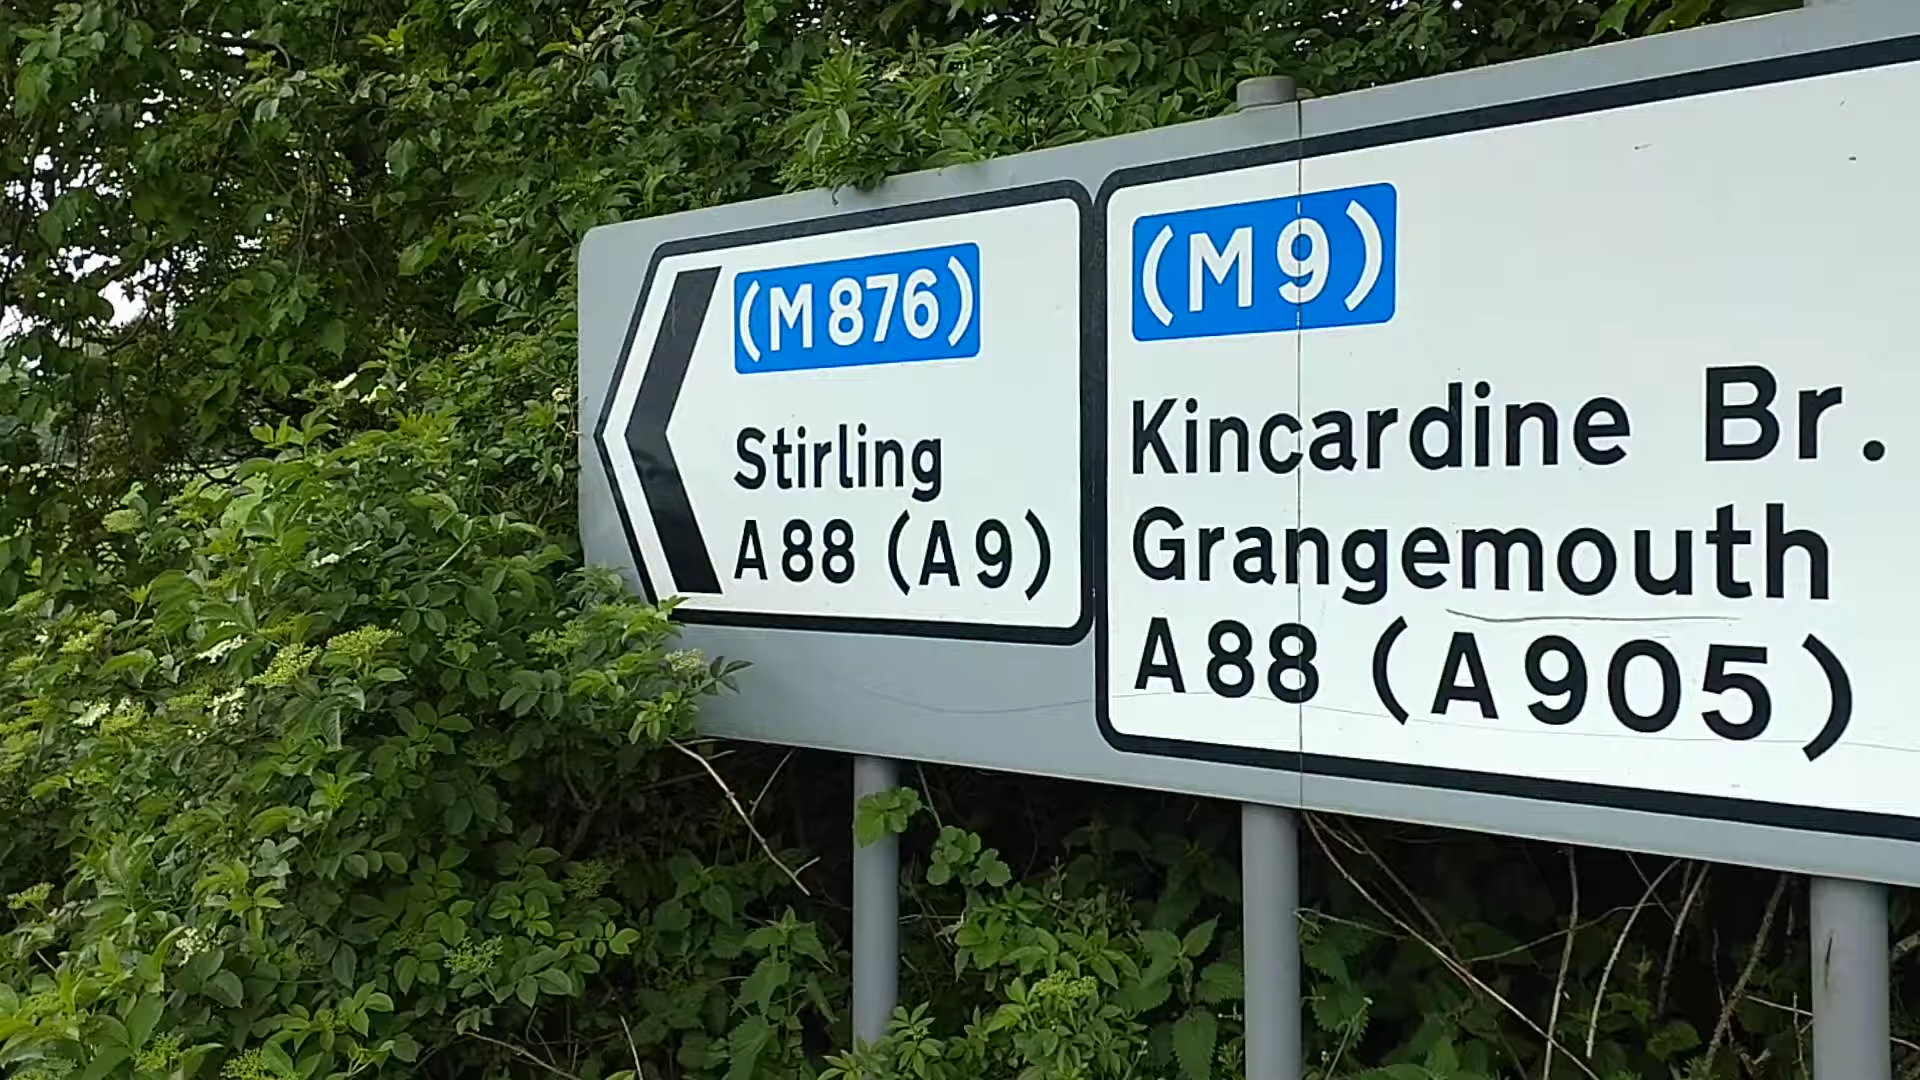 (M876)
Stirling
A88 (A9)
(M9)
Kincardine Br.
Grangemouth
A88 (A905)